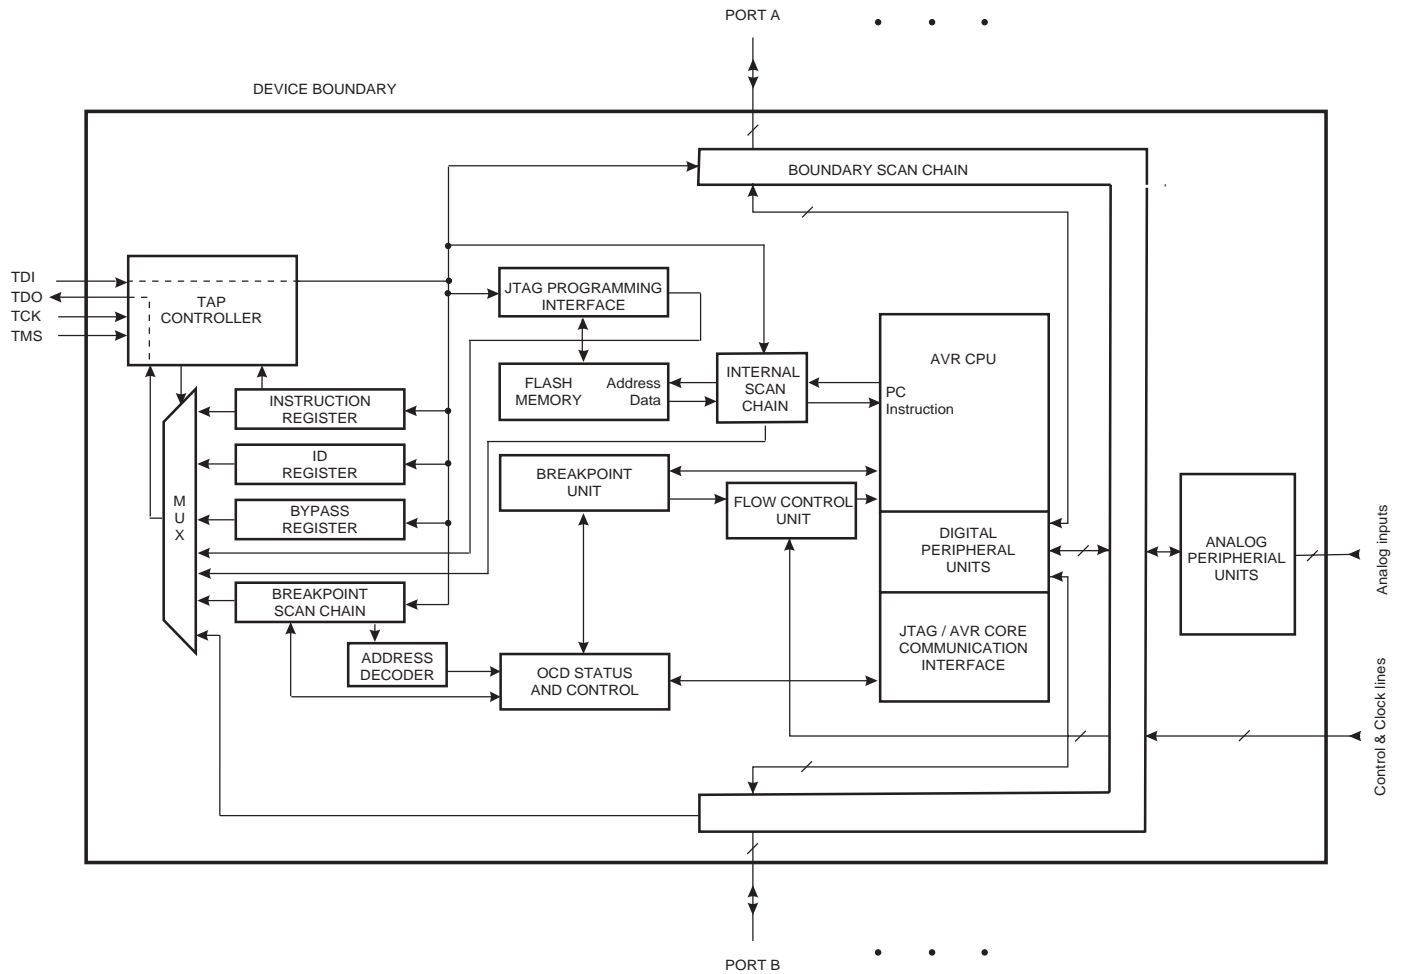 PORT A
DEVICE BOUNDARY
BOUNDARY SCAN CHAIN
TDI
TDO
TCK
TMS
TAP
CONTROLLER
JTAG PROGRAMMING
INTERFACE
AVR CPU
FLASH
MEMORY
Address
Data
INTERNAL
SCAN
CHAIN
PC
Instruction
INSTRUCTION
REGISTER
ID
REGISTER
BREAKPOINT
UNIT
FLOW CONTROL
UNIT
M
U
X
BYPASS
REGISTER
DIGITAL
PERIPHERAL
UNITS
ANALOG
PERIPHERIAL
UNITS
Analog inputs
BREAKPOINT
SCAN CHAIN
JTAG / AVR CORE
COMMUNICATION
INTERFACE
ADDRESS
DECODER
OCD STATUS
AND CONTROL
Control & Clock lines
PORT B